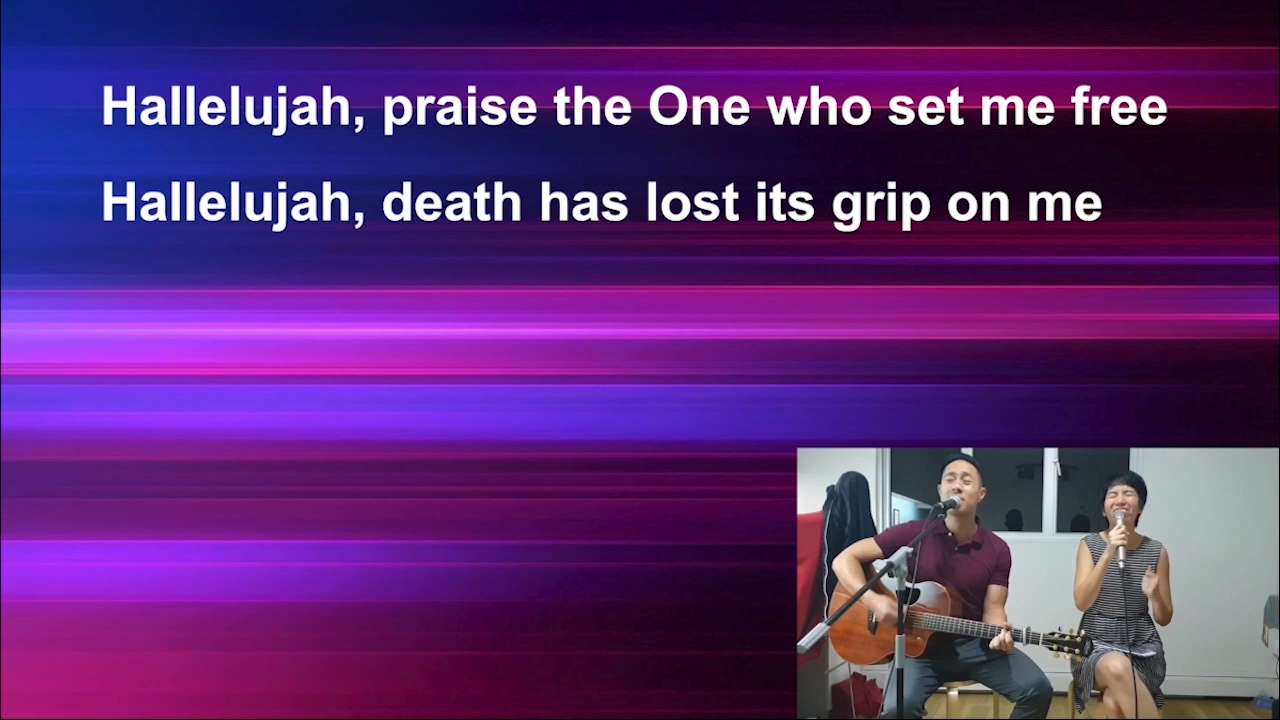 Hallelujah, praise the One who set me free
Hallelujah, death has lost its grip on me